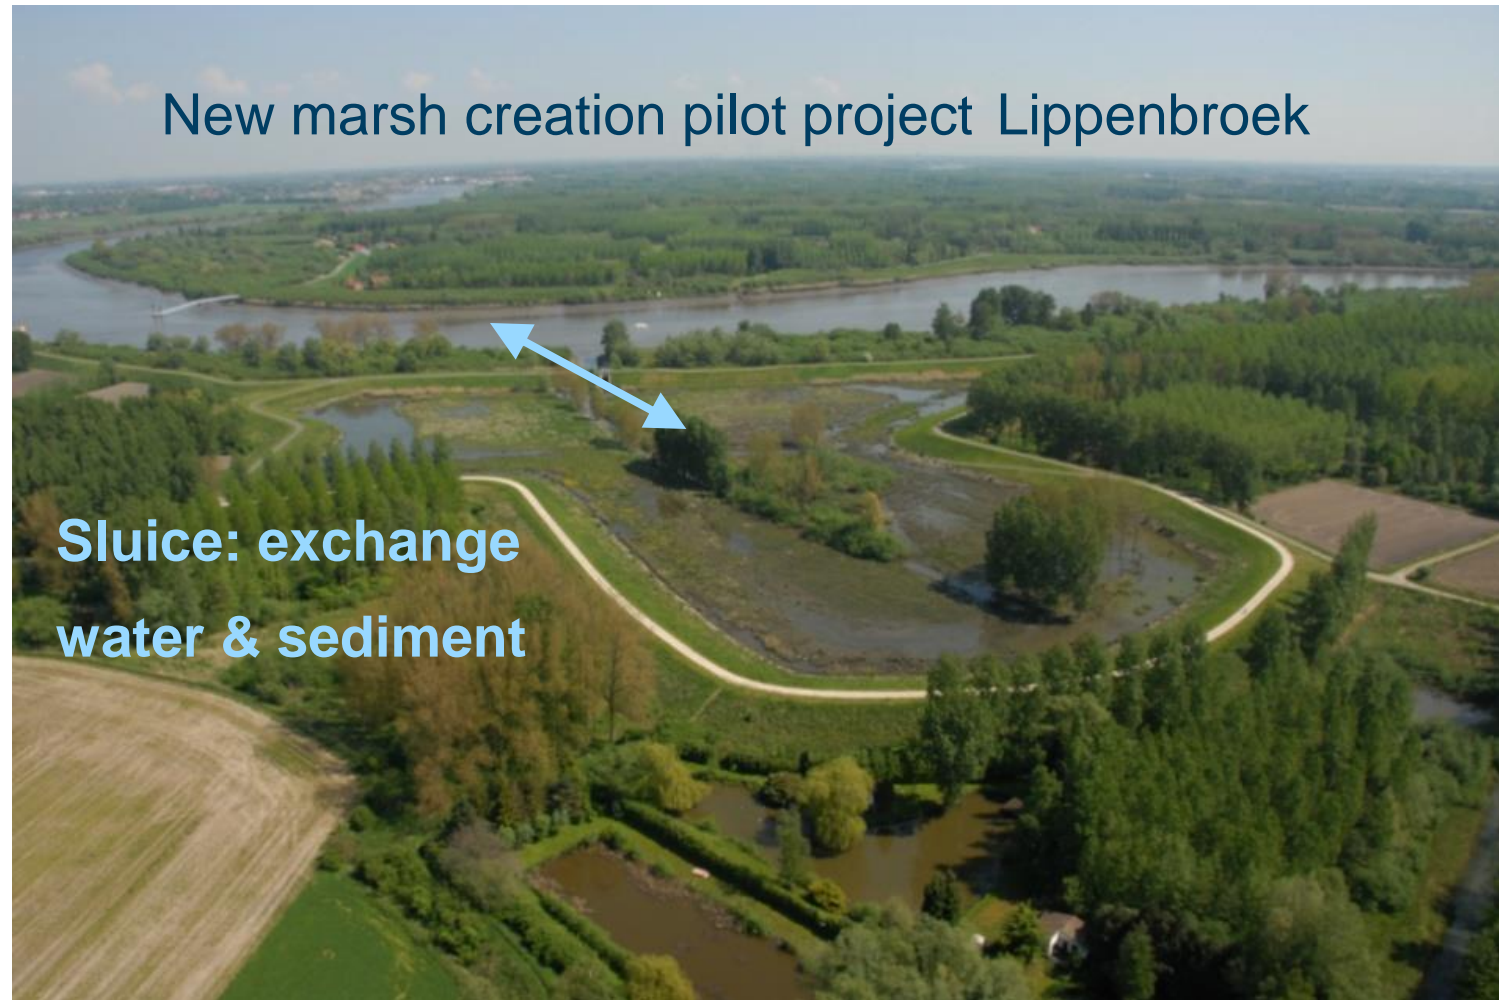 New marsh creation pilot project Lippenbroek
Sluice: exchange
water & sediment